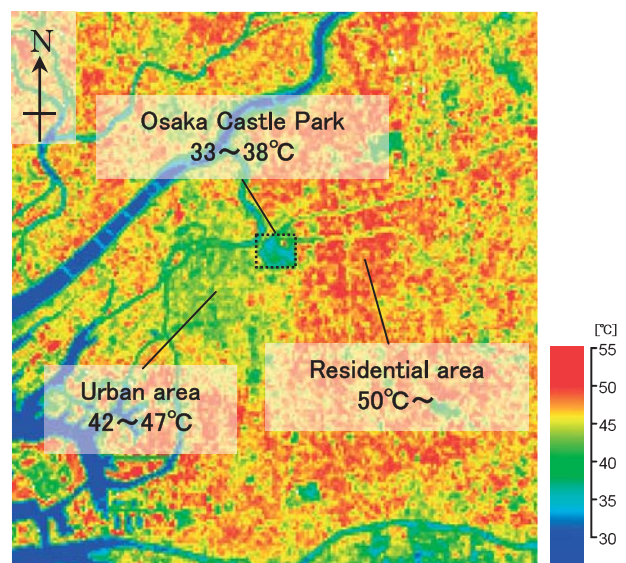 N
Osaka Castle Park
33～38℃
Urban area
42～47℃
Residential area
50℃～
[℃]
55
50
45
40
35
30